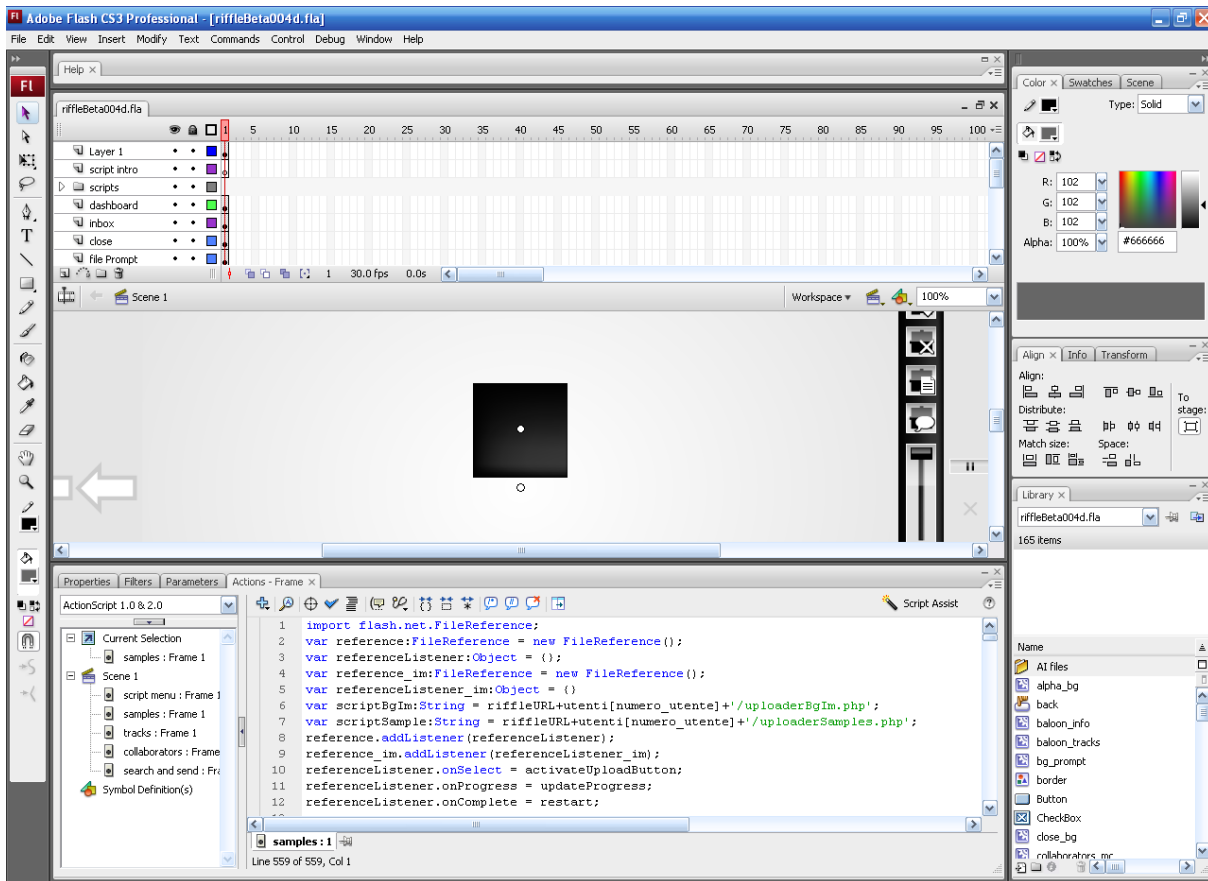 Adobe Flash CS3 Professional - [riffleBeta004d.fla]
File Edit View Insert Modify Text Commands Control Debug Window Help
Help
riffleBeta004d.fla
1 5 10 15 20 25 30 35 40 45 50 55 60 65 70 75 80 85 90 95 100
Layer 1
script intro
scripts
dashboard
inbox
close
file Prompt
1 30.0 fps 0.0s
Scene 1
Workspace
100%
Properties Filters Parameters Actions - Frame
ActionScript 1.0 & 2.0
Script Assist
Current Selection
samples : Frame 1
Scene 1
script menu : Frame 1
samples : Frame 1
tracks : Frame 1
collaborators : Frame
search and send : Fra
Symbol Definition(s)
1 import flash.net.FileReference;
2 var reference:FileReference = new FileReference();
3 var referenceListener:Object = {};
4 var reference_im:FileReference = new FileReference();
5 var referenceListener_im:Object = {}
6 var scriptBgIm:String = riffleURL+utenti[numero_utente]+'/uploaderBgIm.php';
7 var scriptSample:String = riffleURL+utenti[numero_utente]+'/uploaderSamples.php';
8 reference.addListener(referenceListener);
9 reference_im.addListener(referenceListener_im);
10 referenceListener.onSelect = activateUploadButton;
11 referenceListener.onProgress = updateProgress;
12 referenceListener.onComplete = restart;
samples : 1
Line 559 of 559, Col 1
Fl
T
Color Swatches Scene
Type: Solid
R: 102
G: 102
B: 102
Alpha: 100%
#666666
Align Info Transform
Align:
Distribute:
Match size: Space:
To stage:
Library
riffleBeta004d.fla
165 items
Name
AI files
alpha_bg
back
baloon_info
baloon_tracks
bg_prompt
border
Button
CheckBox
close_bg
collaborators_mc